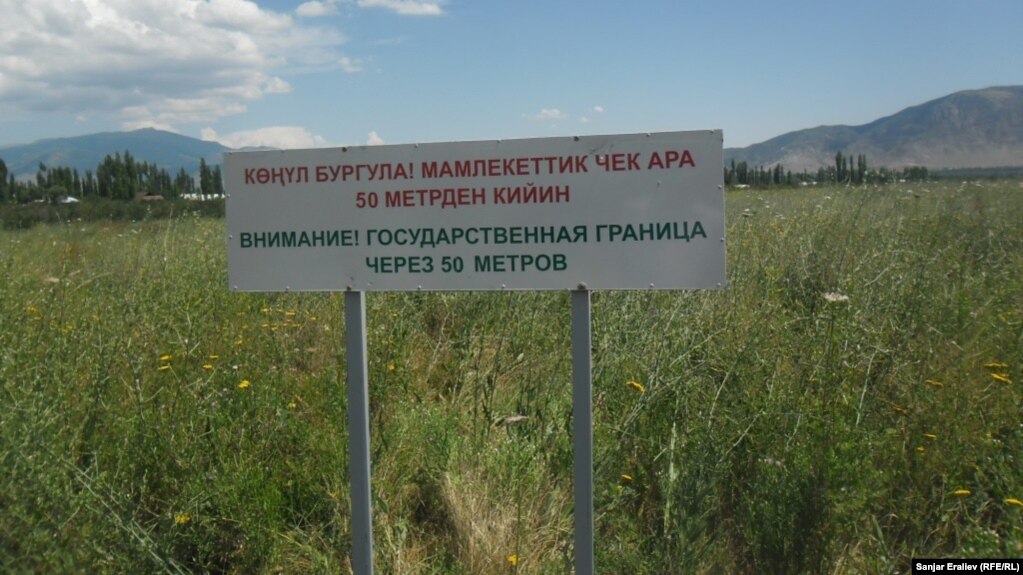 КӨҢҮЛ БУРГУЛА! МАМЛЕКЕТТИК ЧЕК АРА
50 МЕТРДЕН КИЙИН
ВНИМАНИЕ! ГОСУДАРСТВЕННАЯ ГРАНИЦА
ЧЕРЕЗ 50 МЕТРОВ
Sanjar Eraliev (RFE/RL)